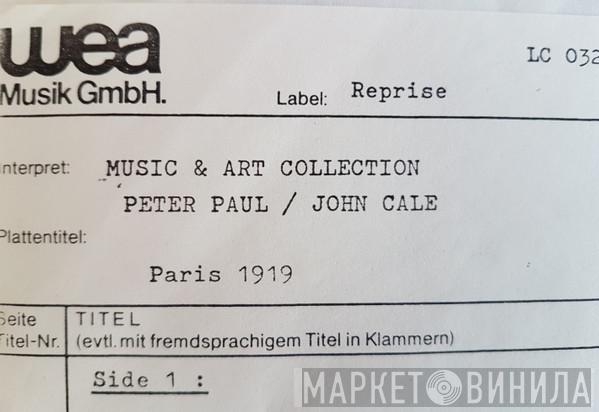 wea
Musik GmbH.
LC 032
Label: Reprise
Interpret: MUSIC & ART COLLECTION
PETER PAUL / JOHN CALE
Plattentitel:
Paris 1919
Seite TITEL
Titel-Nr. (evtl. mit fremdsprachigem Titel in Klammern)
Side 1 :
МАРКЕТ ВИНИЛА